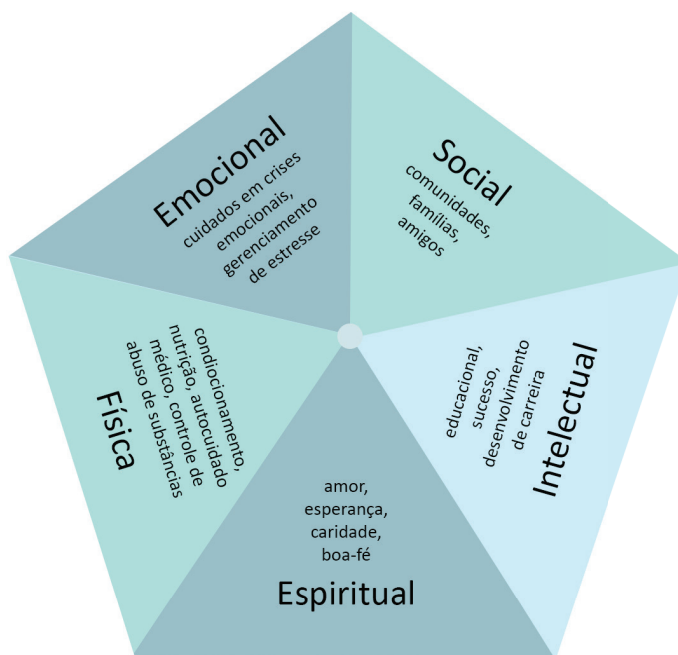 Emocional
cuidados em crises
emocionais,
gerenciamento
de estresse
Social
comunidades,
famílias,
amigos
Intelectual
educacional,
sucesso,
desenvolvimento
de carreira
Espiritual
amor,
esperança,
caridade,
boa-fé
Física
condiocionamento,
nutrição, autocuidado
médico, controle de
abuso de substâncias